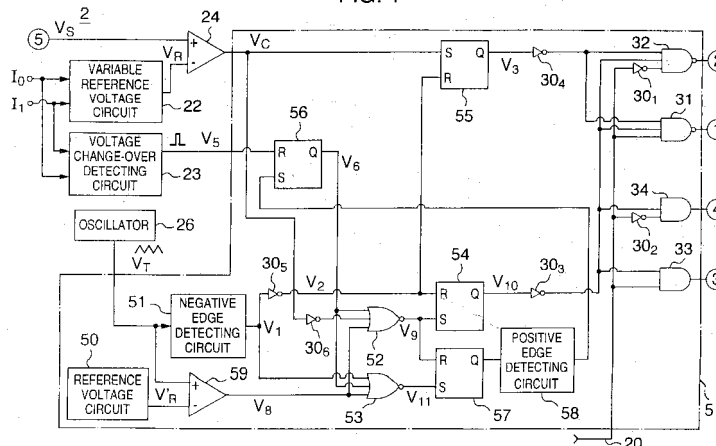 2
5
V_S
24
+
-
V_R
V_C
I_0
I_1
VARIABLE REFERENCE VOLTAGE CIRCUIT
22
VOLTAGE CHANGE-OVER DETECTING CIRCUIT
23
V_5
56
R Q
S
V_6
S Q
R
55
V_3
30_4
32
30_1
31
34
30_2
4
33
OSCILLATOR
26
V_T
51
NEGATIVE EDGE DETECTING CIRCUIT
V_1
30_5
V_2
30_6
52
V_9
54
R Q
S
V_10
30_3
50
REFERENCE VOLTAGE CIRCUIT
V'_R
+
-
59
V_8
53
V_11
R
S
57
POSITIVE EDGE DETECTING CIRCUIT
58
5
20